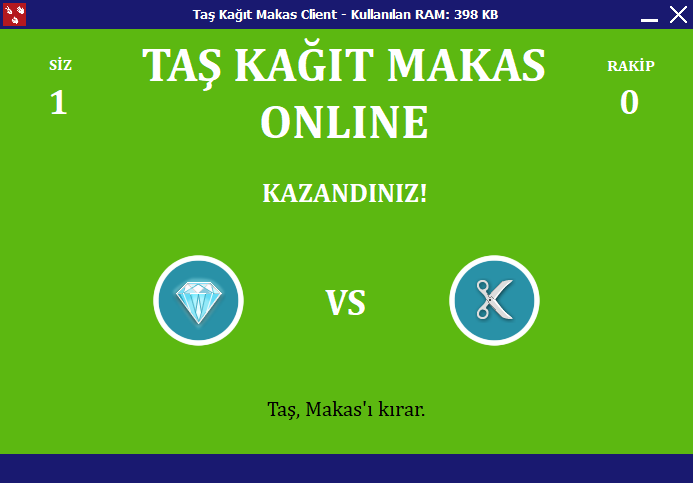 Taş Kağıt Makas Client - Kullanılan RAM: 398 KB
SİZ
1
TAŞ KAĞIT MAKAS
ONLINE
RAKİP
0
KAZANDINIZ!
VS
Taş, Makas'ı kırar.